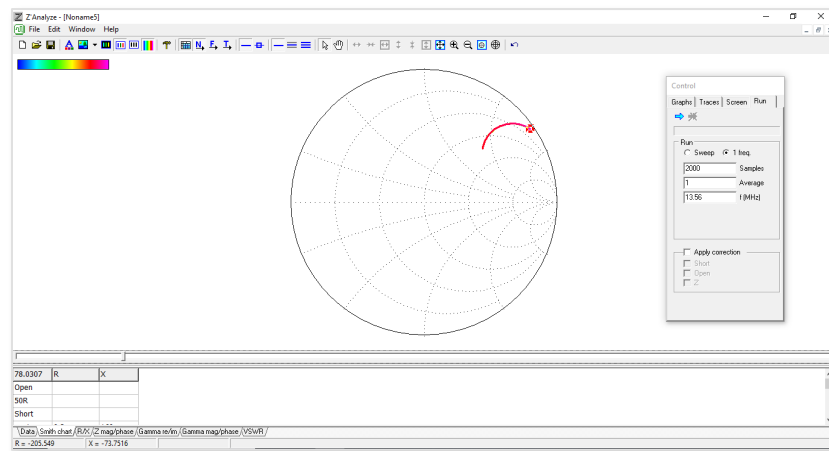 Z'Analyze - [Noname5]
File Edit Window Help
N, F, I,
Control
Graphs Traces Screen Run
Run
Sweep 1 freq.
2000 Samples
1 Average
13.56 f [MHz]
Apply correction
Short
Open
Z
78.0307 R X
Open
50R
Short
Data Smith chart R/X Z mag/phase Gamma re/im Gamma mag/phase VSWR
R = -205.549 X = -73.7516